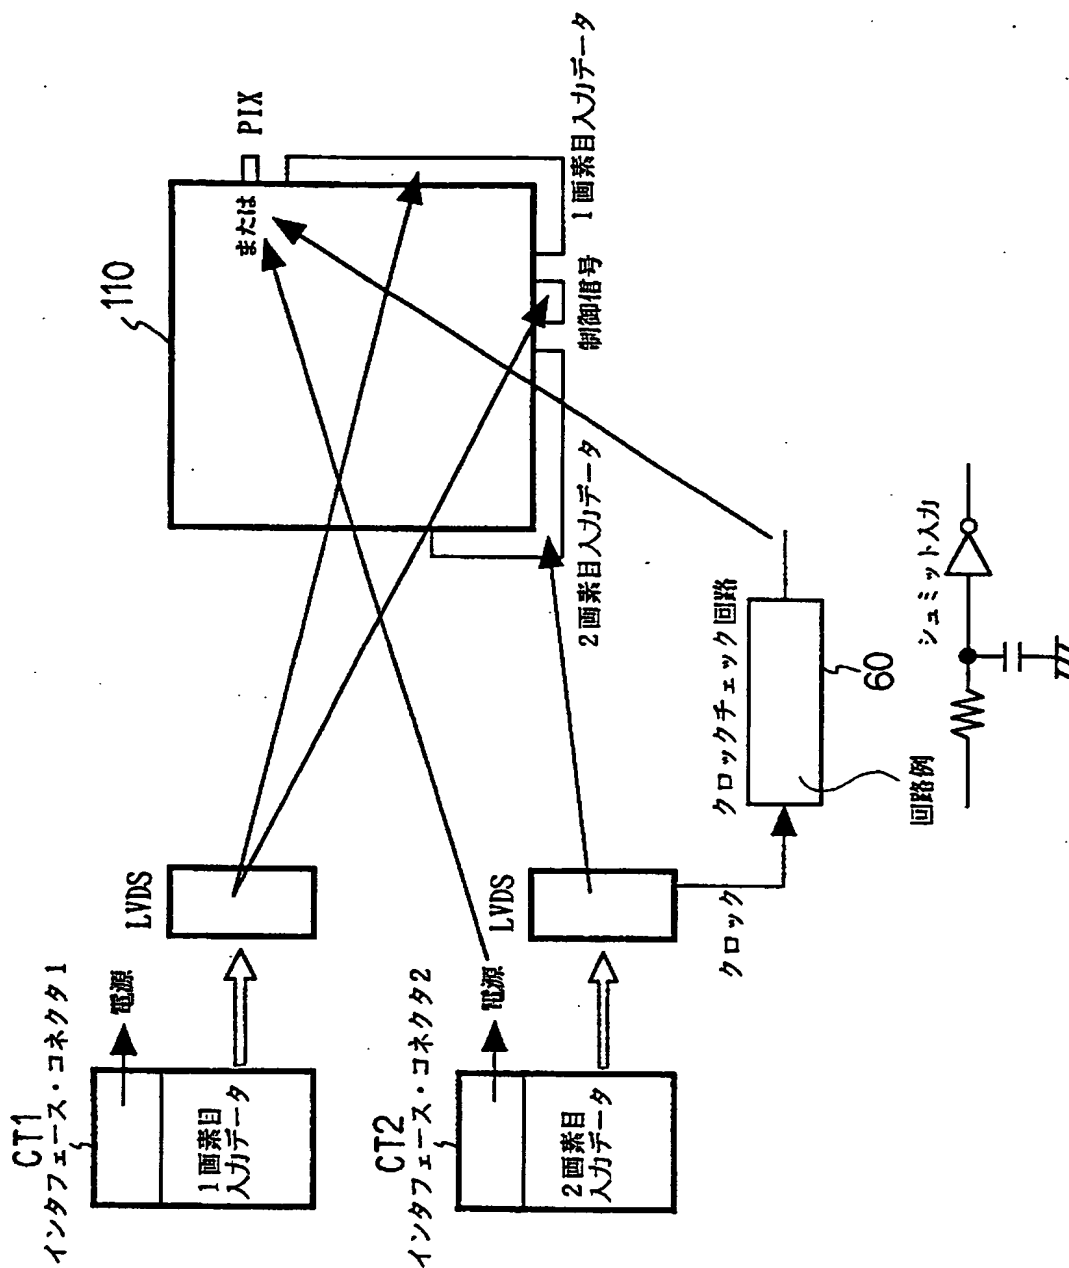 CT1
インタフェース・コネクタ1
電源
1画素目
入力データ
LVDS
110
または
PIX
1画素目入力データ
制御信号
2画素目入力データ
CT2
インタフェース・コネクタ2
電源
2画素目
入力データ
LVDS
クロック
クロックチェック回路
60
回路例
シュミット入力